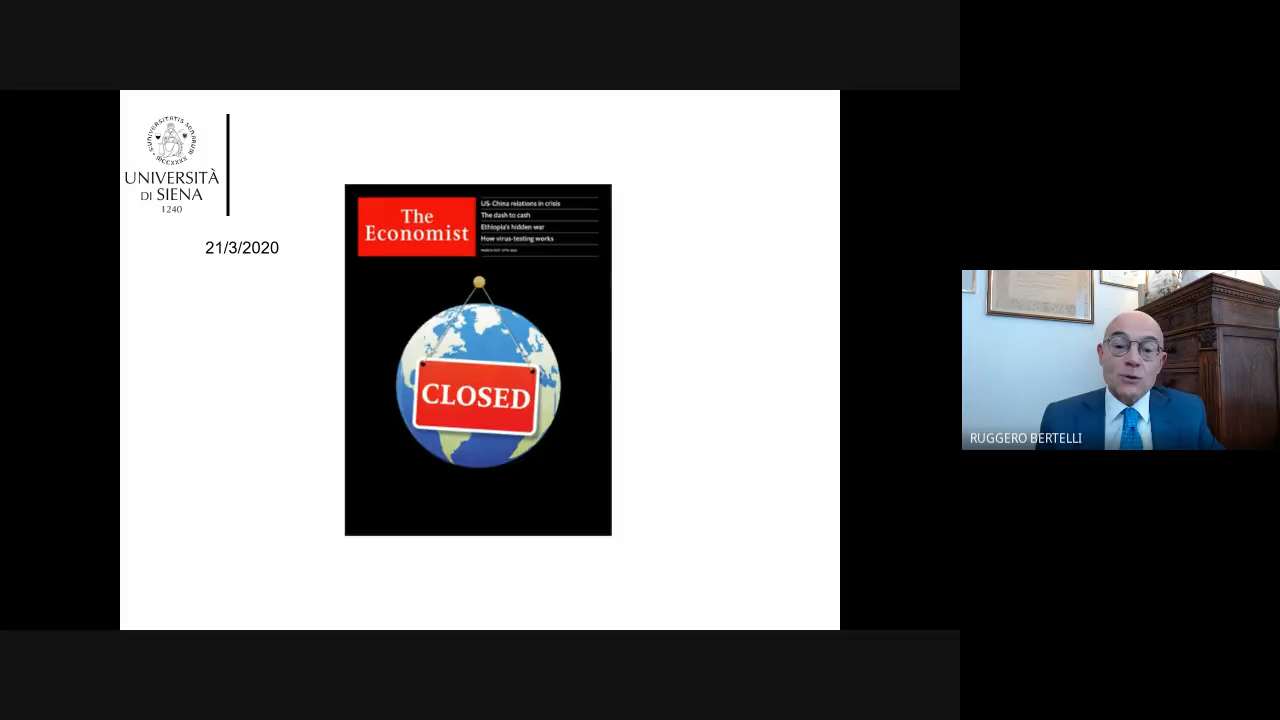 UNIVERSITÀ
DI SIENA
1240
21/3/2020
The
Economist
US-China relations in crisis
The dash to cash
Ethiopia's hidden war
How virus-testing works
CLOSED
RUGGERO BERTELLI